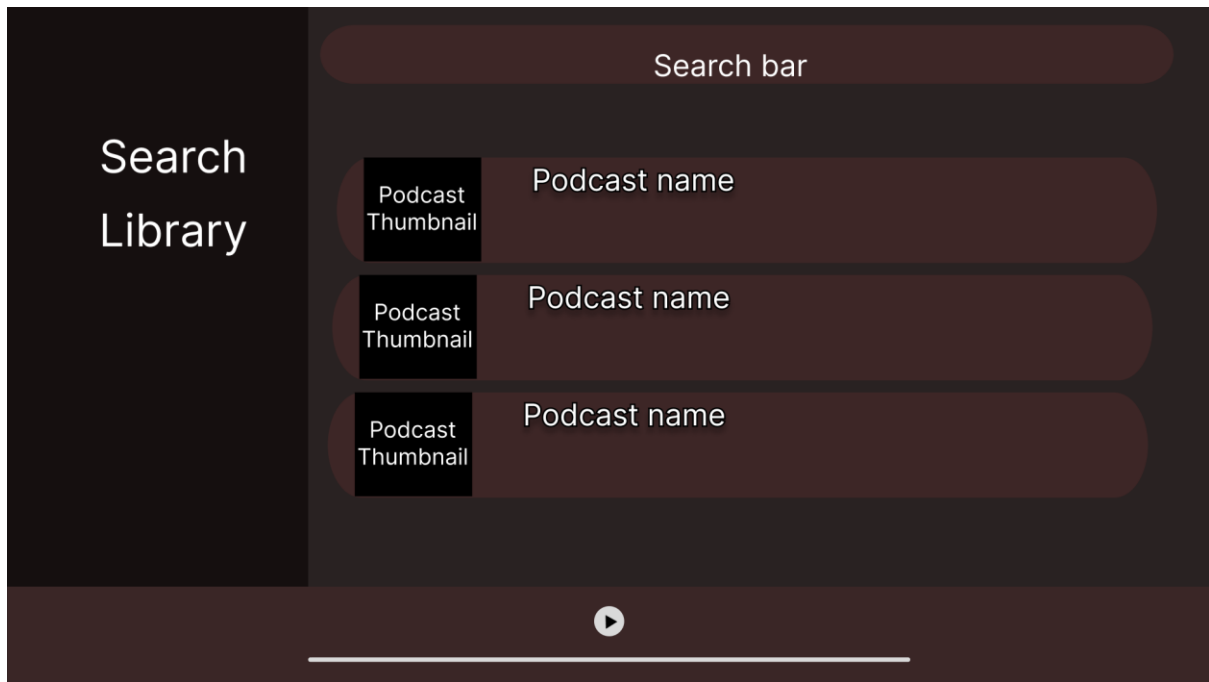 Search bar
Search
Library
Podcast
Thumbnail
Podcast name
Podcast
Thumbnail
Podcast name
Podcast
Thumbnail
Podcast name